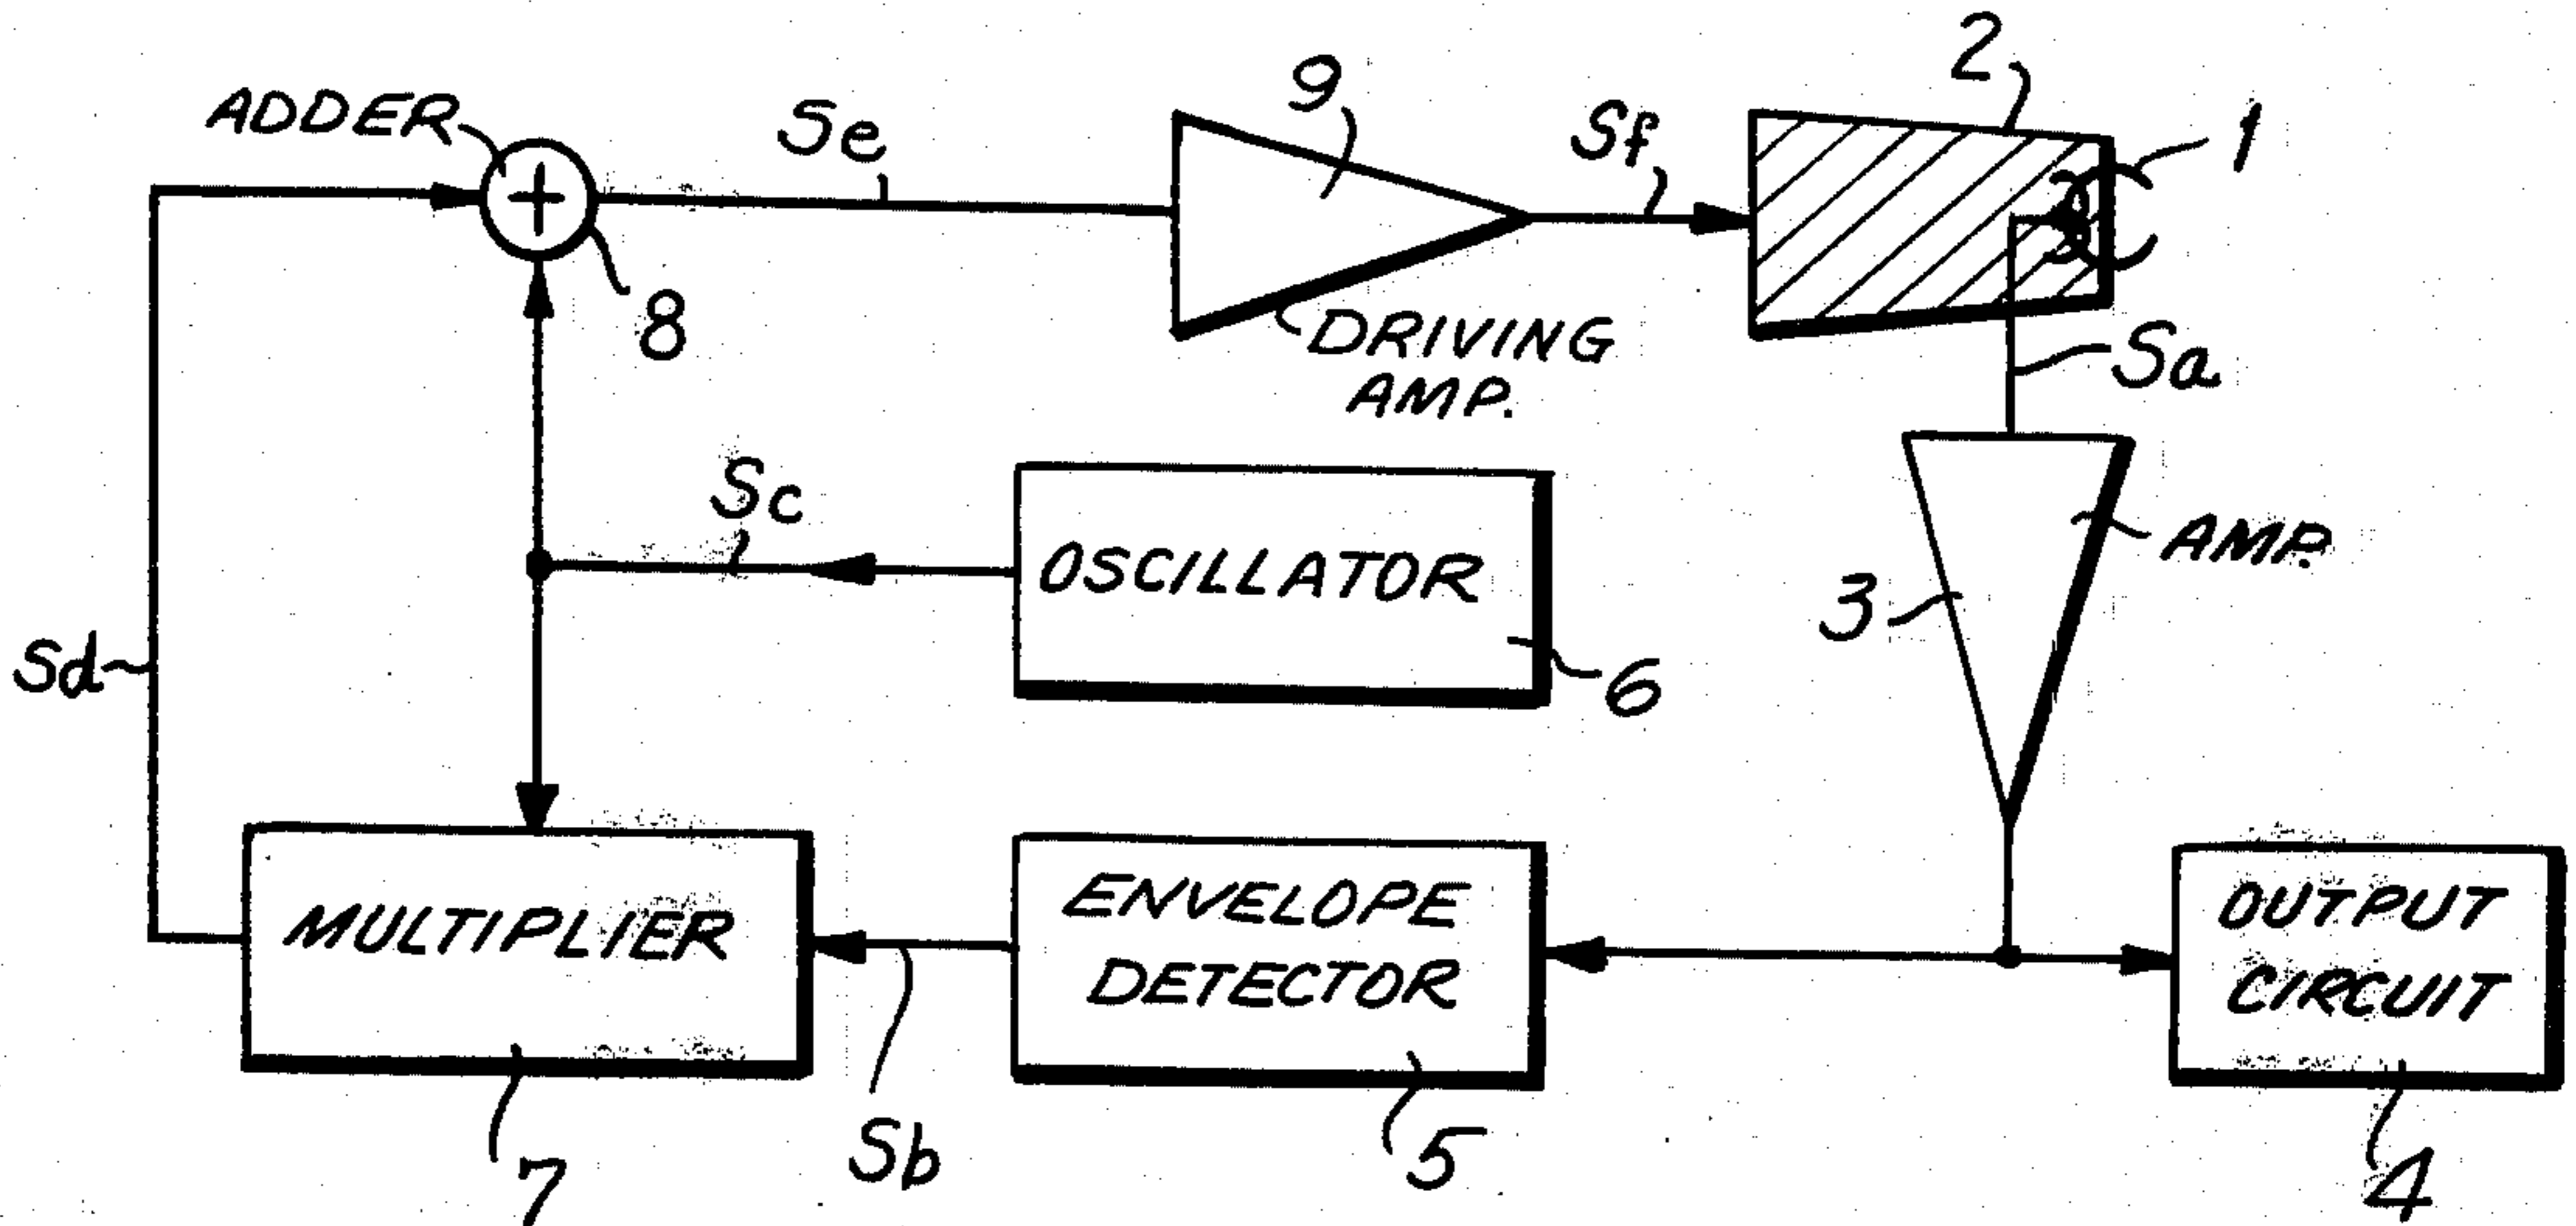 2
9
1
ADDER
Se
Sf
8
DRIVING
AMP.
Sa
Sc
OSCILLATOR
AMP.
3
Sd
6
MULTIPLIER
ENVELOPE
DETECTOR
OUTPUT
CIRCUIT
7
Sb
5
4